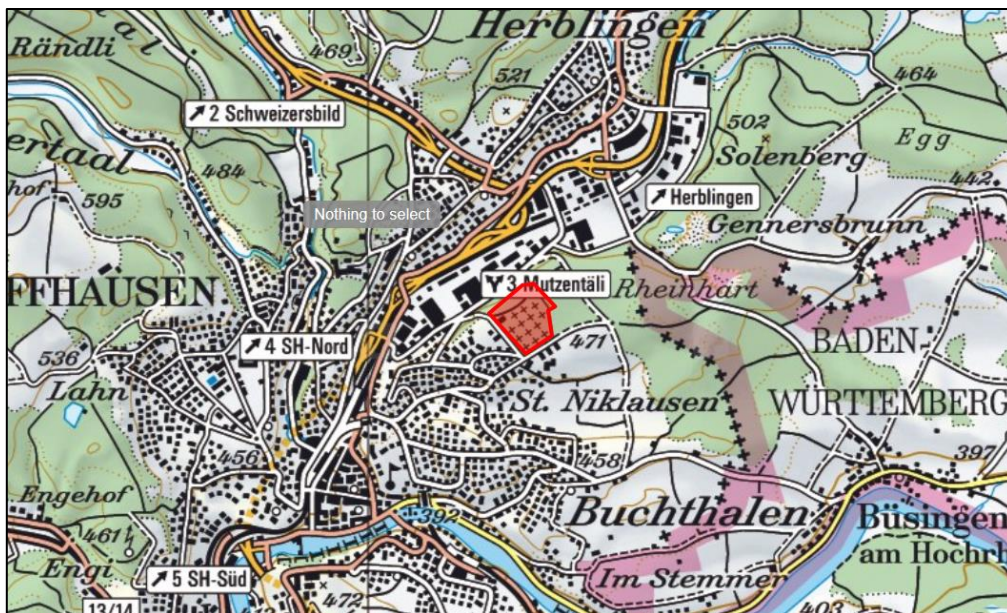 Herblingen
Rändli
tal
469
521
464
2 Schweizersbild
502
Egg
ertaal
484
Solenberg
hof
595
Herblingen
442
Nothing to select
Gennersbrunn
FFHAUSEN
3 Mutzentäli
Rheinhart
536
4 SH-Nord
471
BADEN-
Lahn
St. Niklausen
WÜRTTEMBERG
456
458
397
Engehof
Buchthalen
Büsingen
461
392
am Hochrh
Engi
5 SH-Süd
Im Stemmer
13/14
472
403